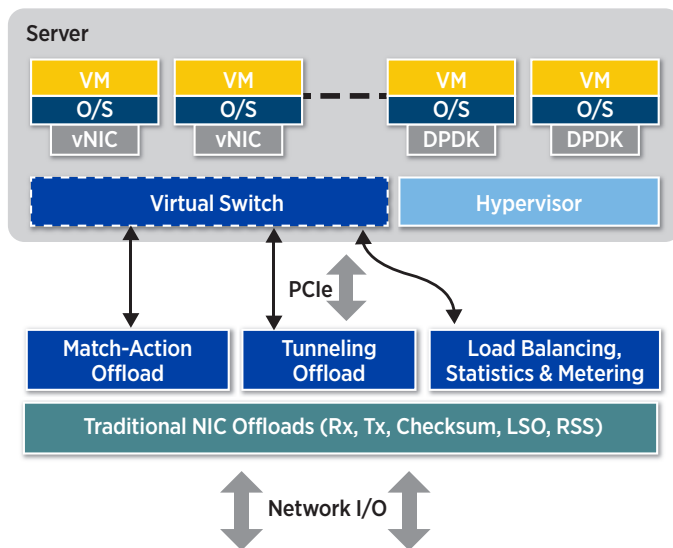 Server
VM
VM
VM
VM
O/S
O/S
O/S
O/S
vNIC
vNIC
DPDK
DPDK
Virtual Switch
Hypervisor
PCIe
Match-Action
Offload
Tunneling
Offload
Load Balancing,
Statistics & Metering
Traditional NIC Offloads (Rx, Tx, Checksum, LSO, RSS)
Network I/O